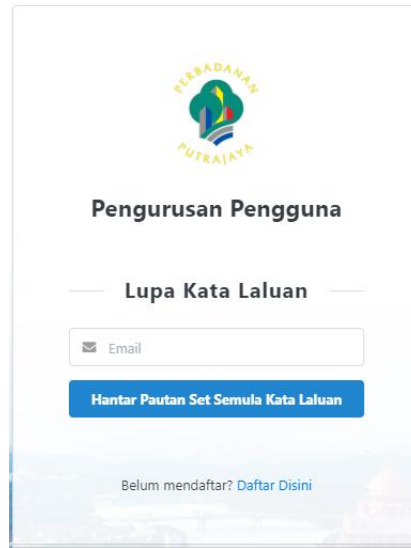 PERBADANAN
PUTRAJAYA
Pengurusan Pengguna
Lupa Kata Laluan
Email
Hantar Pautan Set Semula Kata Laluan
Belum mendaftar? Daftar Disini